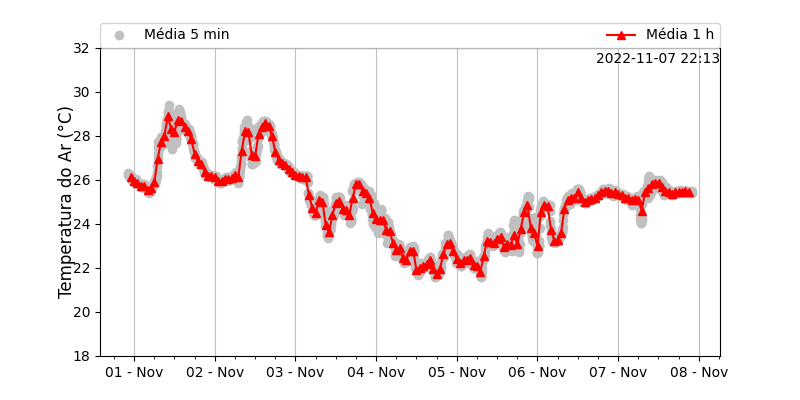 Média 5 min
Média 1 h
2022-11-07 22:13
Temperatura do Ar (°C)
32
30
28
26
24
22
20
18
01 - Nov
02 - Nov
03 - Nov
04 - Nov
05 - Nov
06 - Nov
07 - Nov
08 - Nov